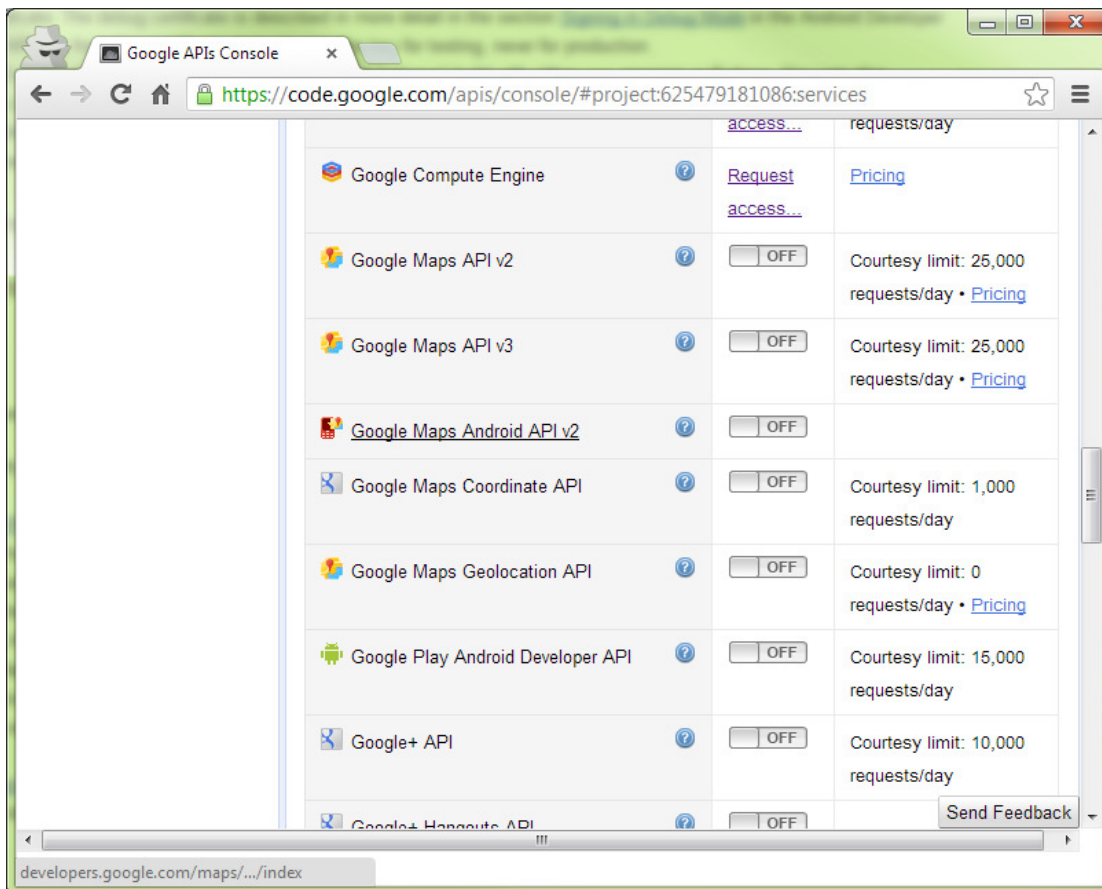 Google APIs Console
https://code.google.com/apis/console/#project:625479181086:services
access... requests/day
Google Compute Engine Request access... Pricing
Google Maps API v2 OFF Courtesy limit: 25,000
requests/day • Pricing
Google Maps API v3 OFF Courtesy limit: 25,000
requests/day • Pricing
Google Maps Android API v2 OFF
Google Maps Coordinate API OFF Courtesy limit: 1,000
requests/day
Google Maps Geolocation API OFF Courtesy limit: 0
requests/day • Pricing
Google Play Android Developer API OFF Courtesy limit: 15,000
requests/day
Google+ API OFF Courtesy limit: 10,000
requests/day
Google+ Hangouts API OFF
Send Feedback
developers.google.com/maps/.../index